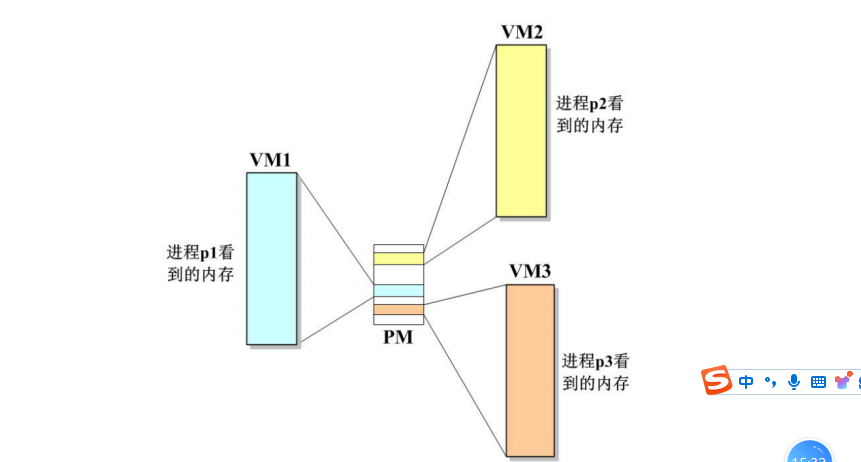 VM2
进程p2看
到的内存
VM1
进程p1看
到的内存
VM3
PM
进程p3看
到的内存
中